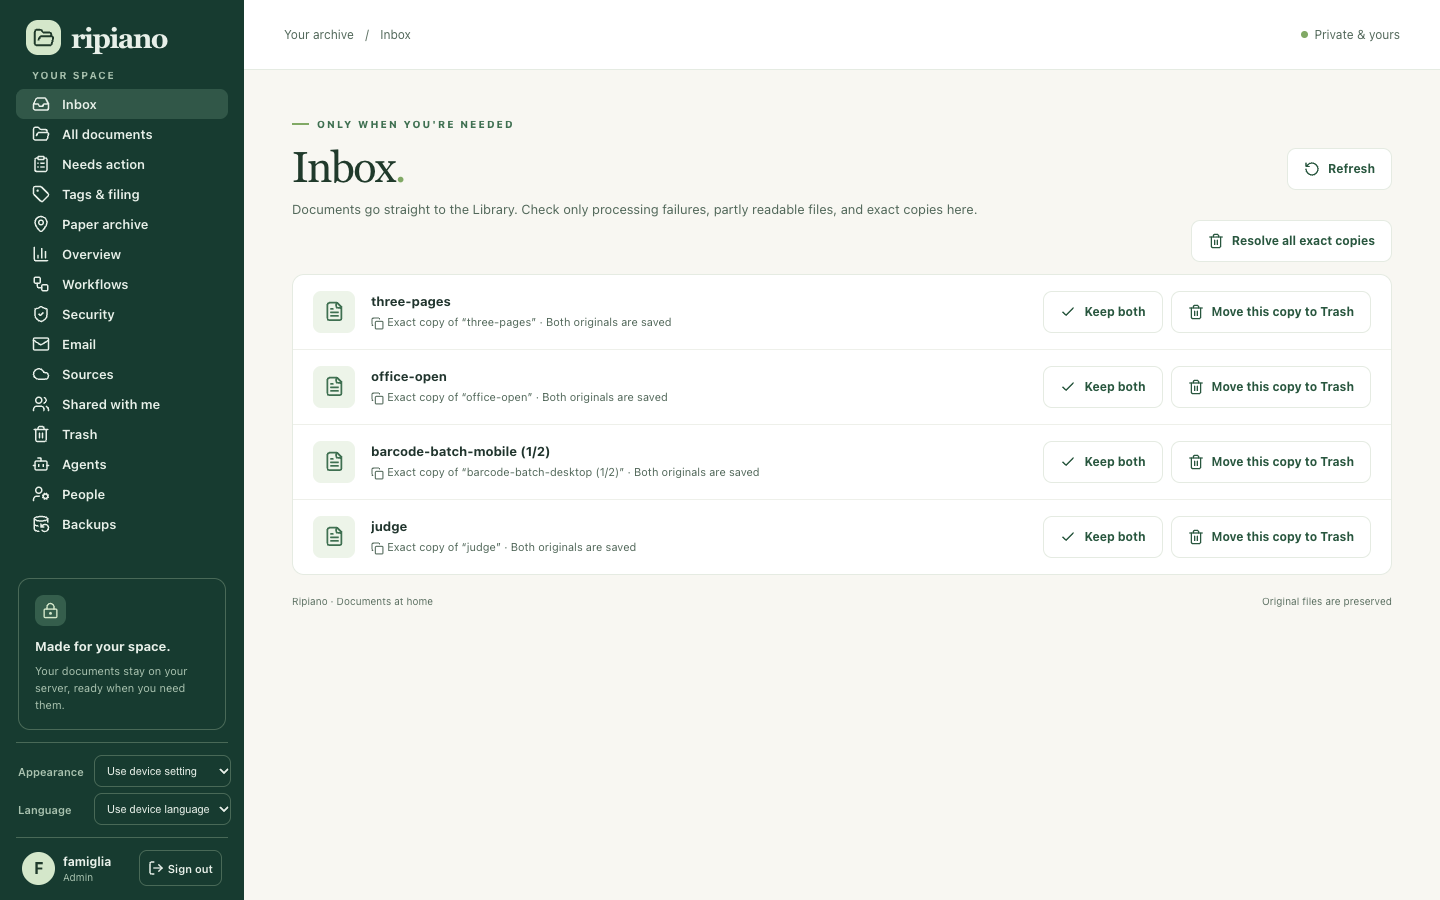 ripiano
YOUR SPACE
Inbox
All documents
Needs action
Tags & filing
Paper archive
Overview
Workflows
Security
Email
Sources
Shared with me
Trash
Agents
People
Backups
Made for your space.
Your documents stay on your
server, ready when you need
them.
Appearance
Use device setting
Language
Use device language
F
famiglia
Admin
Sign out
Your archive / Inbox
Private & yours
ONLY WHEN YOU'RE NEEDED
Inbox.
Refresh
Documents go straight to the Library. Check only processing failures, partly readable files, and exact copies here.
Resolve all exact copies
three-pages
Exact copy of “three-pages” · Both originals are saved
Keep both
Move this copy to Trash
office-open
Exact copy of “office-open” · Both originals are saved
Keep both
Move this copy to Trash
barcode-batch-mobile (1/2)
Exact copy of “barcode-batch-desktop (1/2)” · Both originals are saved
Keep both
Move this copy to Trash
judge
Exact copy of “judge” · Both originals are saved
Keep both
Move this copy to Trash
Ripiano · Documents at home
Original files are preserved